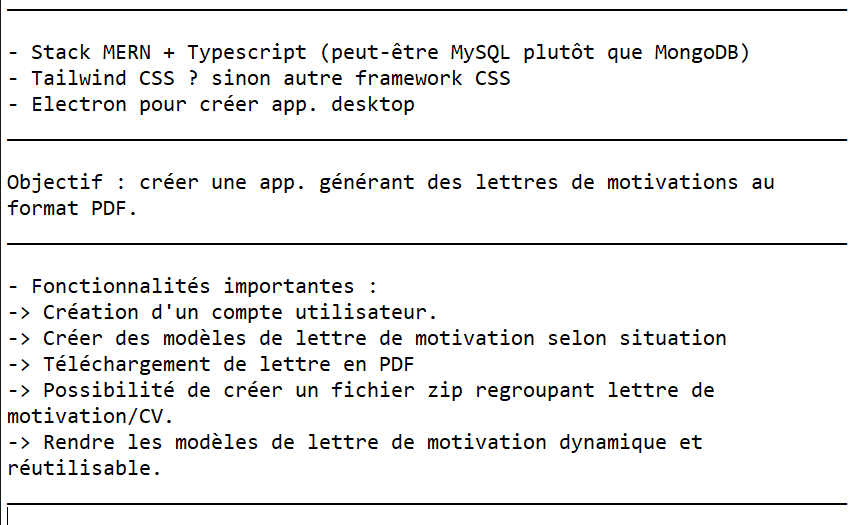 - Stack MERN + Typescript (peut-être MySQL plutôt que MongoDB)
- Tailwind CSS ? sinon autre framework CSS
- Electron pour créer app. desktop
Objectif : créer une app. générant des lettres de motivations au
format PDF.
- Fonctionnalités importantes :
-> Création d'un compte utilisateur.
-> Créer des modèles de lettre de motivation selon situation
-> Téléchargement de lettre en PDF
-> Possibilité de créer un fichier zip regroupant lettre de
motivation/CV.
-> Rendre les modèles de lettre de motivation dynamique et
réutilisable.